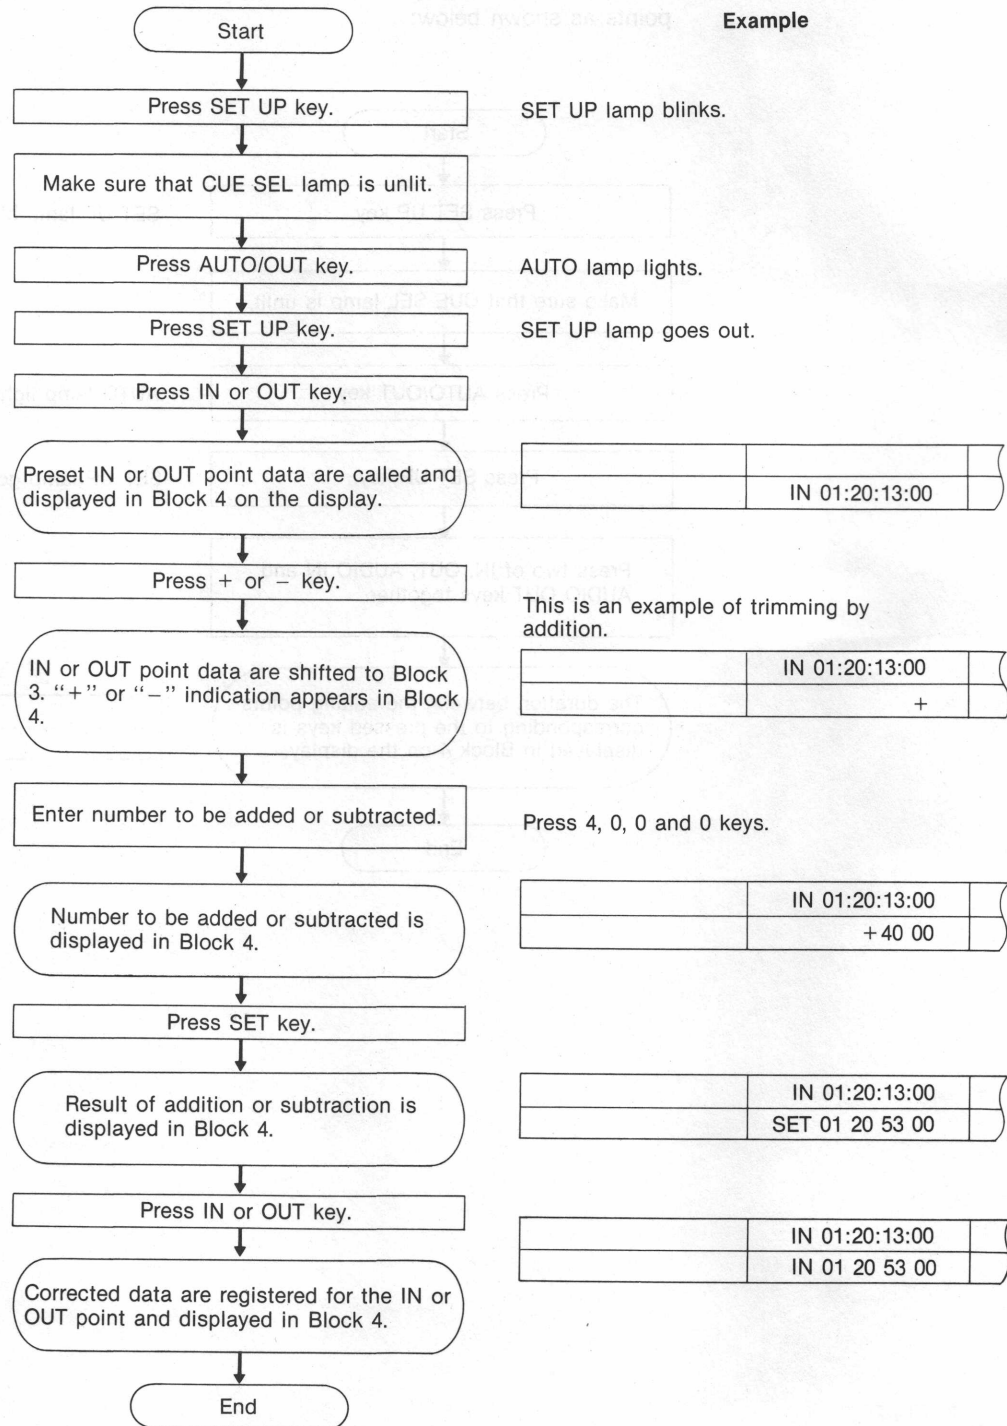 Example
Start
Press SET UP key.
SET UP lamp blinks.
Make sure that CUE SEL lamp is unlit.
Press AUTO/OUT key.
AUTO lamp lights.
Press SET UP key.
SET UP lamp goes out.
Press IN or OUT key.
Preset IN or OUT point data are called and
displayed in Block 4 on the display.
IN 01:20:13:00
Press + or − key.
This is an example of trimming by
addition.
IN or OUT point data are shifted to Block
3. “+” or “−” indication appears in Block
4.
IN 01:20:13:00
+
Enter number to be added or subtracted.
Press 4, 0, 0 and 0 keys.
Number to be added or subtracted is
displayed in Block 4.
IN 01:20:13:00
+40 00
Press SET key.
Result of addition or subtraction is
displayed in Block 4.
IN 01:20:13:00
SET 01 20 53 00
Press IN or OUT key.
IN 01:20:13:00
IN 01 20 53 00
Corrected data are registered for the IN or
OUT point and displayed in Block 4.
End